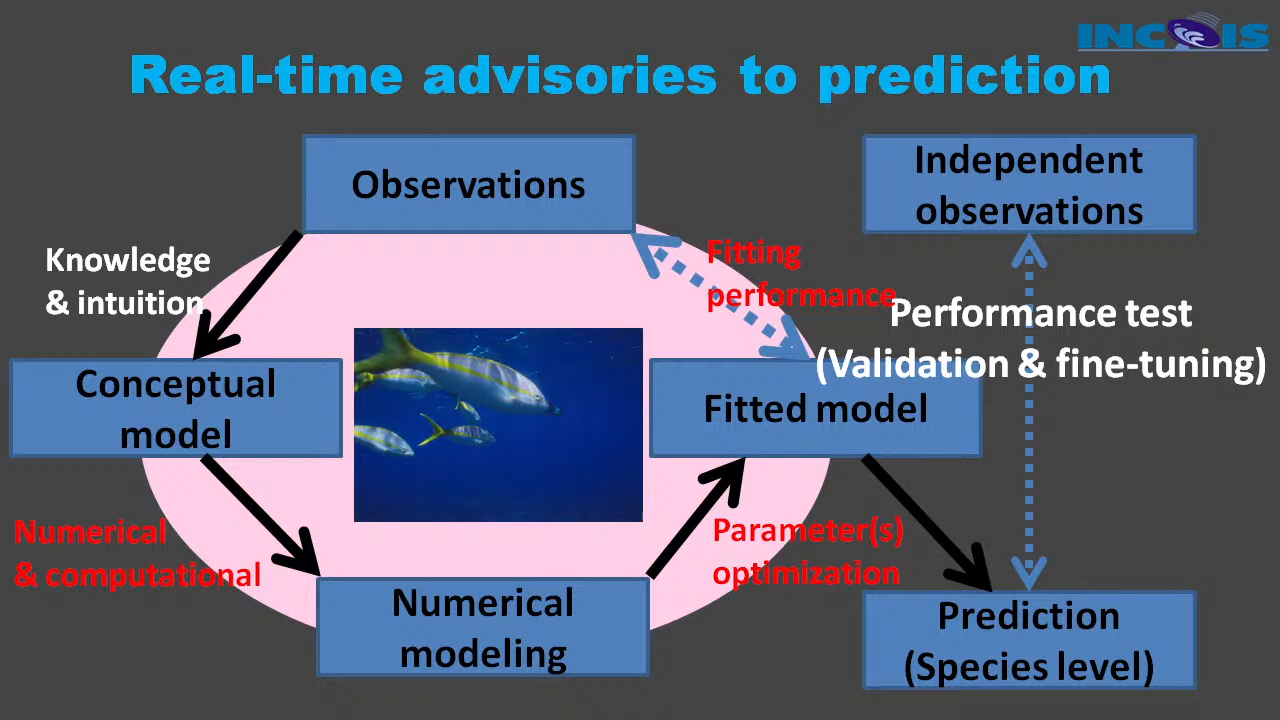 INCOIS
Real-time advisories to prediction
Observations
Independent
observations
Knowledge
& intuition
Fitting
performance
Performance test
(Validation & fine-tuning)
Conceptual
model
Fitted model
Numerical
& computational
Parameter(s)
optimization
Numerical
modeling
Prediction
(Species level)